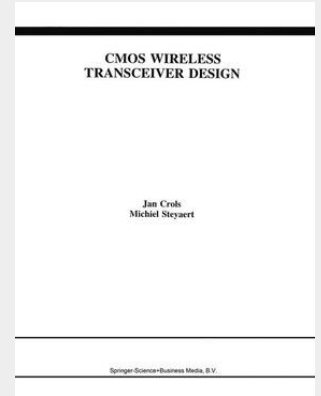 CMOS WIRELESS
TRANSCEIVER DESIGN
Jan Crols
Michiel Steyaert
Springer-Science+Business Media, B.V.